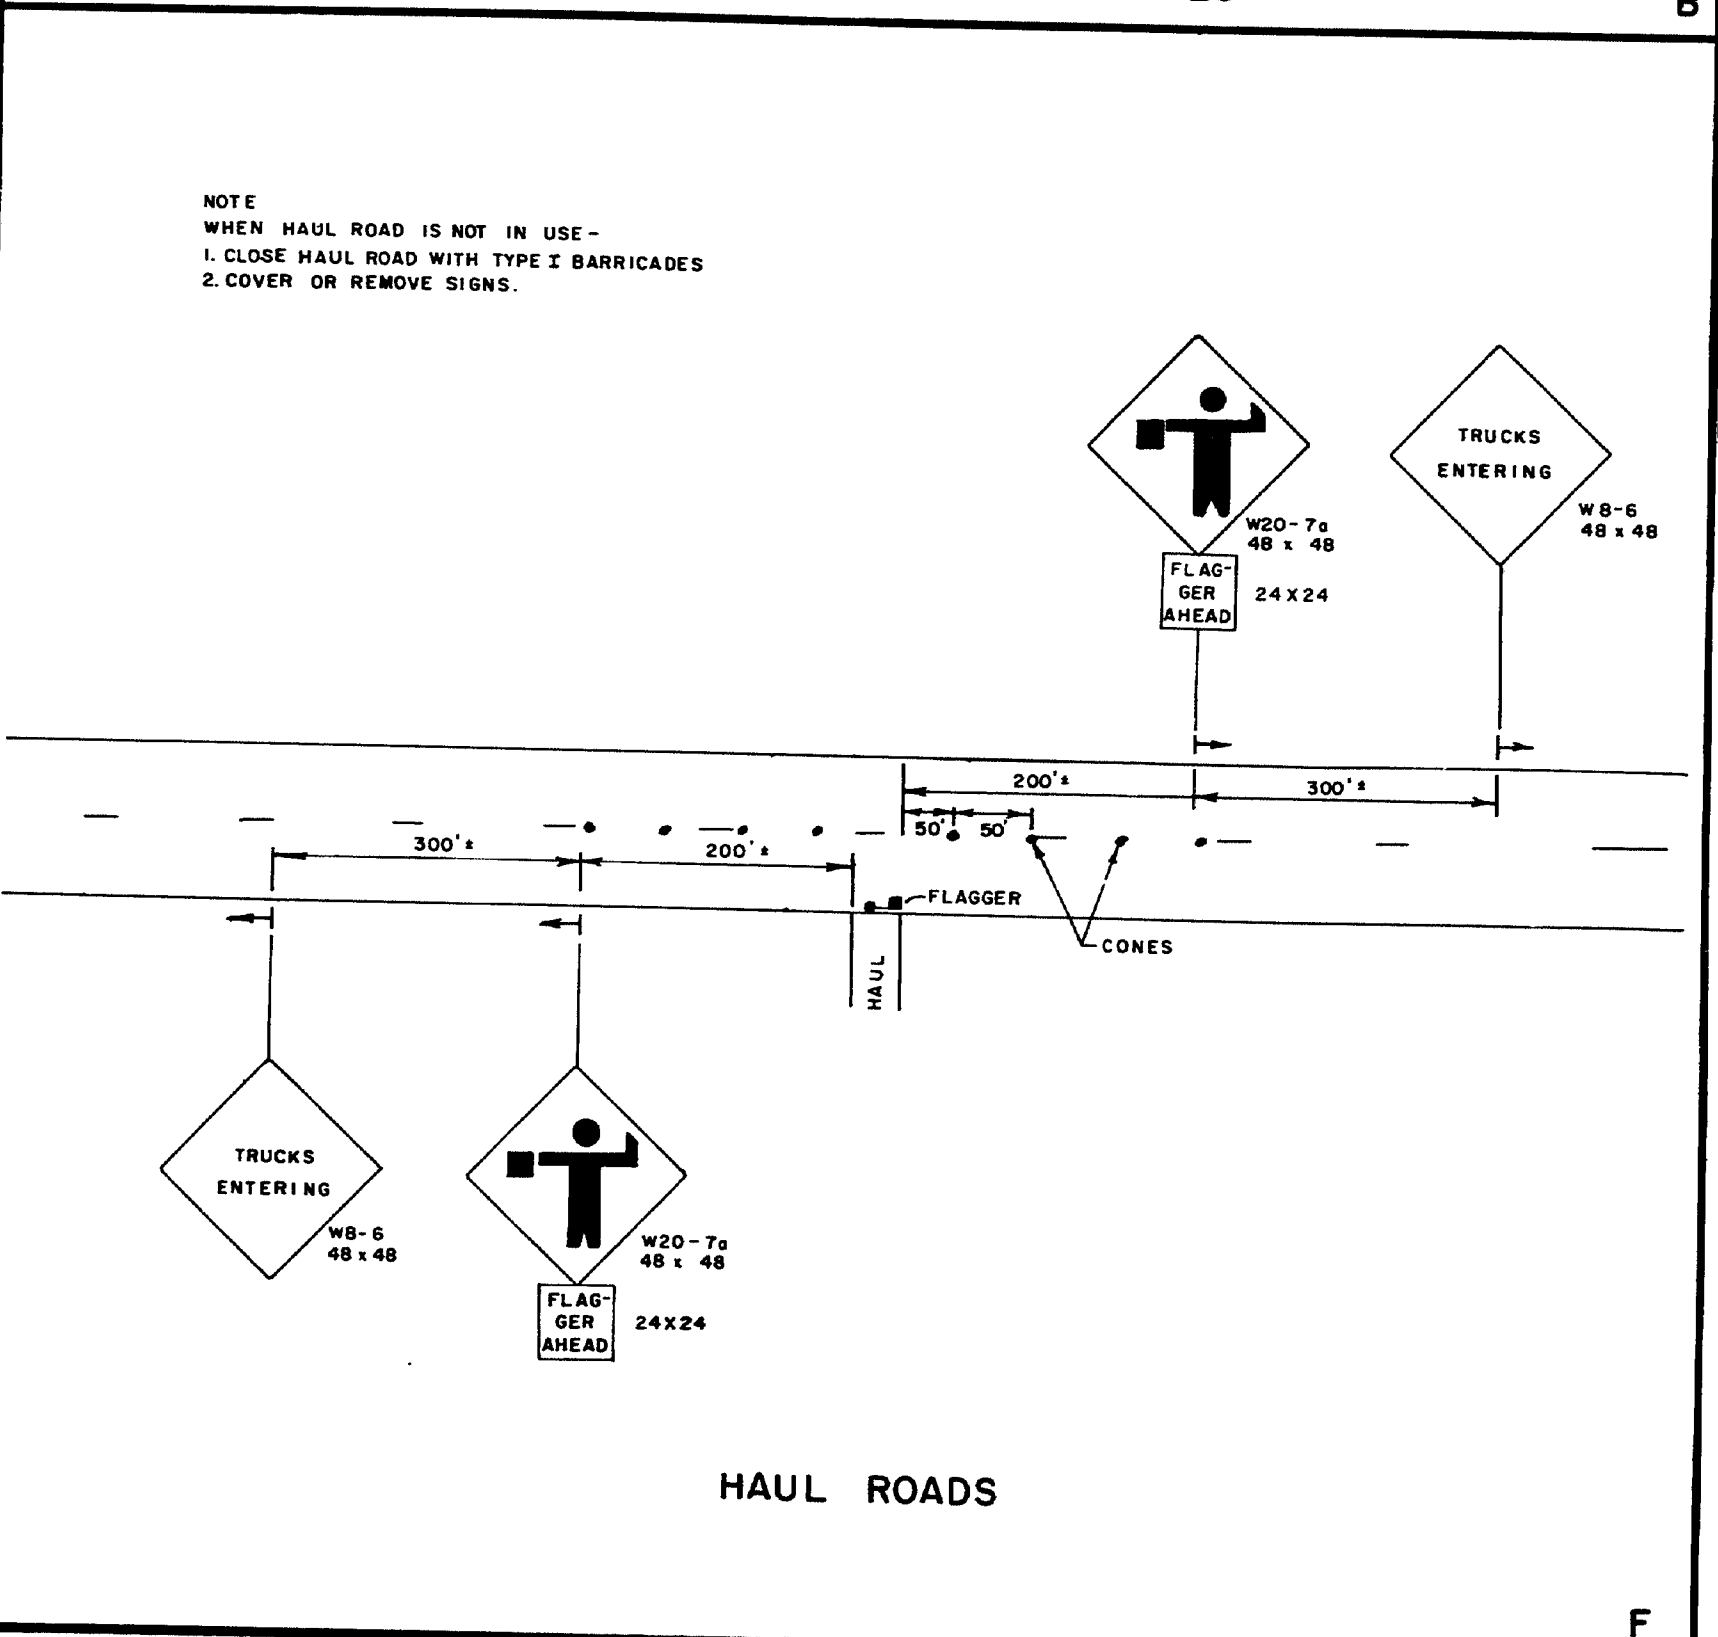 B
NOTE
WHEN HAUL ROAD IS NOT IN USE -
1. CLOSE HAUL ROAD WITH TYPE I BARRICADES
2. COVER OR REMOVE SIGNS.
TRUCKS
ENTERING
W8-6
48 x 48
W20-7a
48 x 48
FLAG-
GER
AHEAD
24X24
200'±
300'±
50'
50'
300'±
200'±
FLAGGER
CONES
HAUL
TRUCKS
ENTERING
W8-6
48 x 48
W20-7a
48 x 48
FLAG-
GER
AHEAD
24X24
HAUL ROADS
F